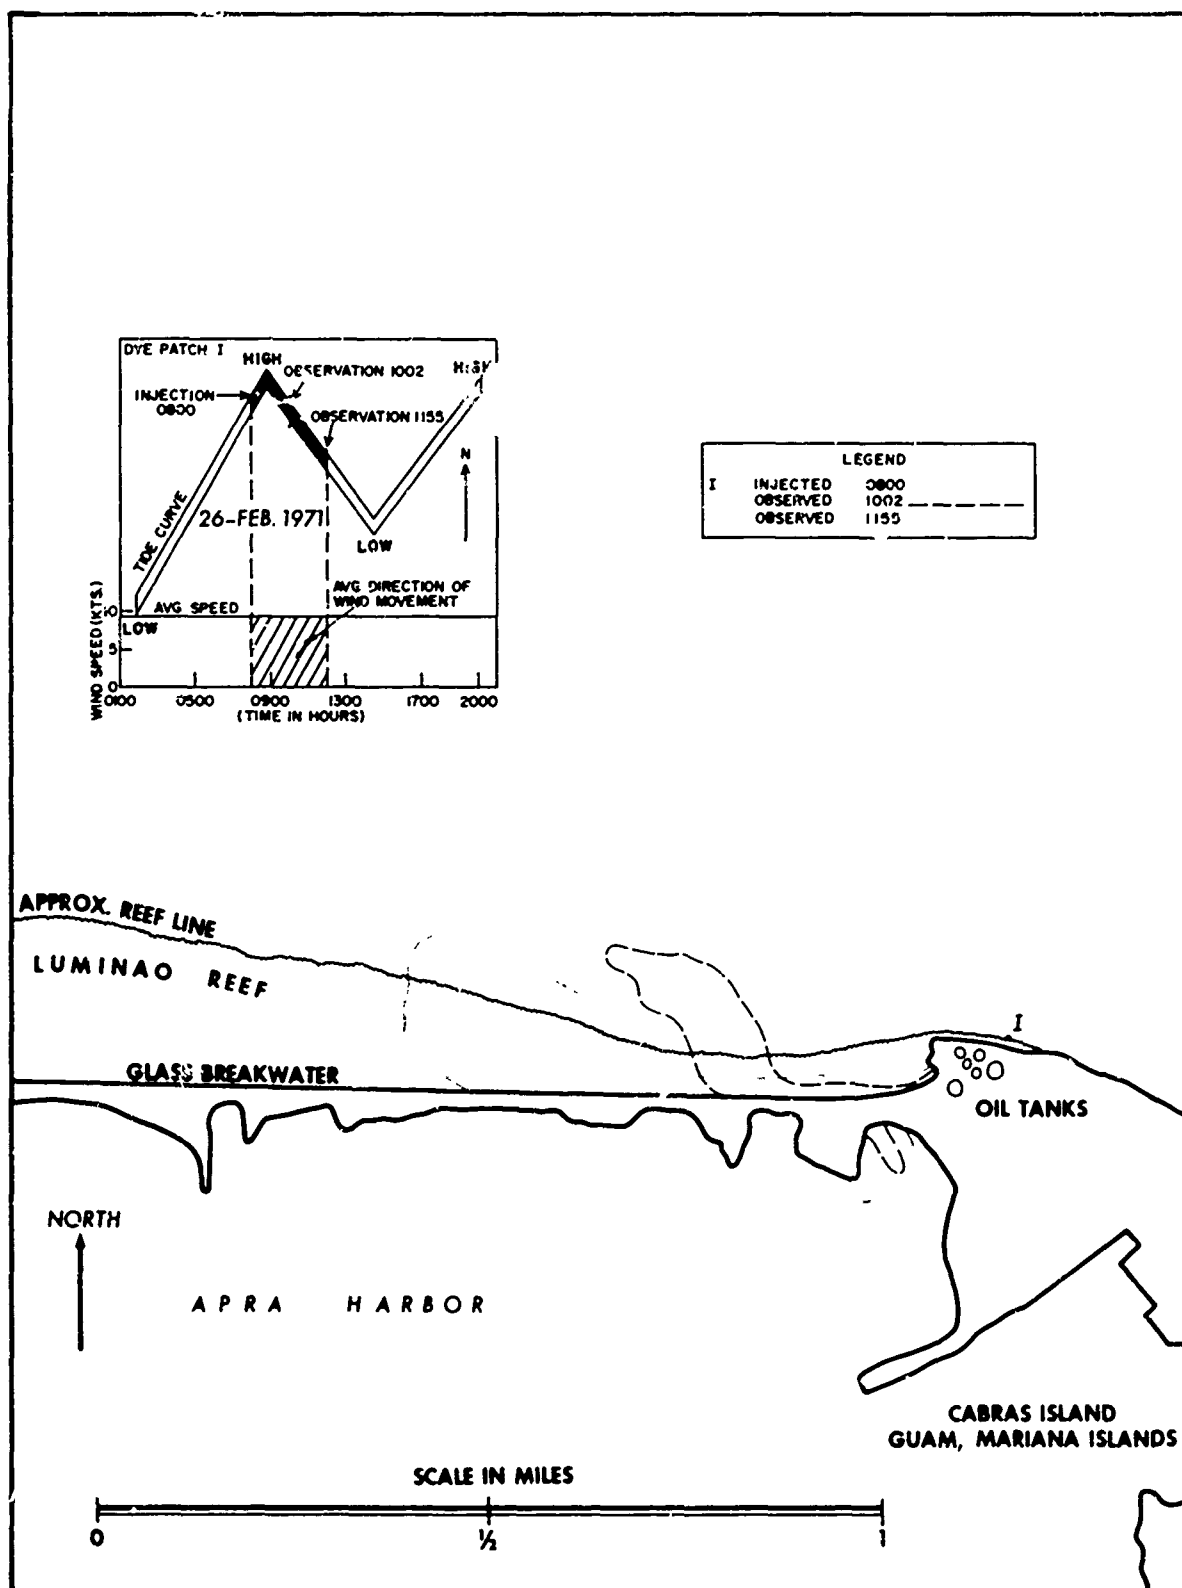 DYE PATCH I
HIGH
OBSERVATION 1002
HIGH
INJECTION
0800
OBSERVATION 1155
N
TIDE CURVE
26-FEB. 1971
LOW
AVG DIRECTION OF
WIND MOVEMENT
WIND SPEED (KTS.)
10
AVG SPEED
LOW
5
0
0100 0500 0900 1300 1700 2000
(TIME IN HOURS)
LEGEND
I INJECTED 0800
OBSERVED 1002
OBSERVED 1155
APPROX. REEF LINE
LUMINAO REEF
I
GLASS BREAKWATER
OIL TANKS
NORTH
APRA HARBOR
CABRAS ISLAND
GUAM, MARIANA ISLANDS
SCALE IN MILES
0 ½ 1